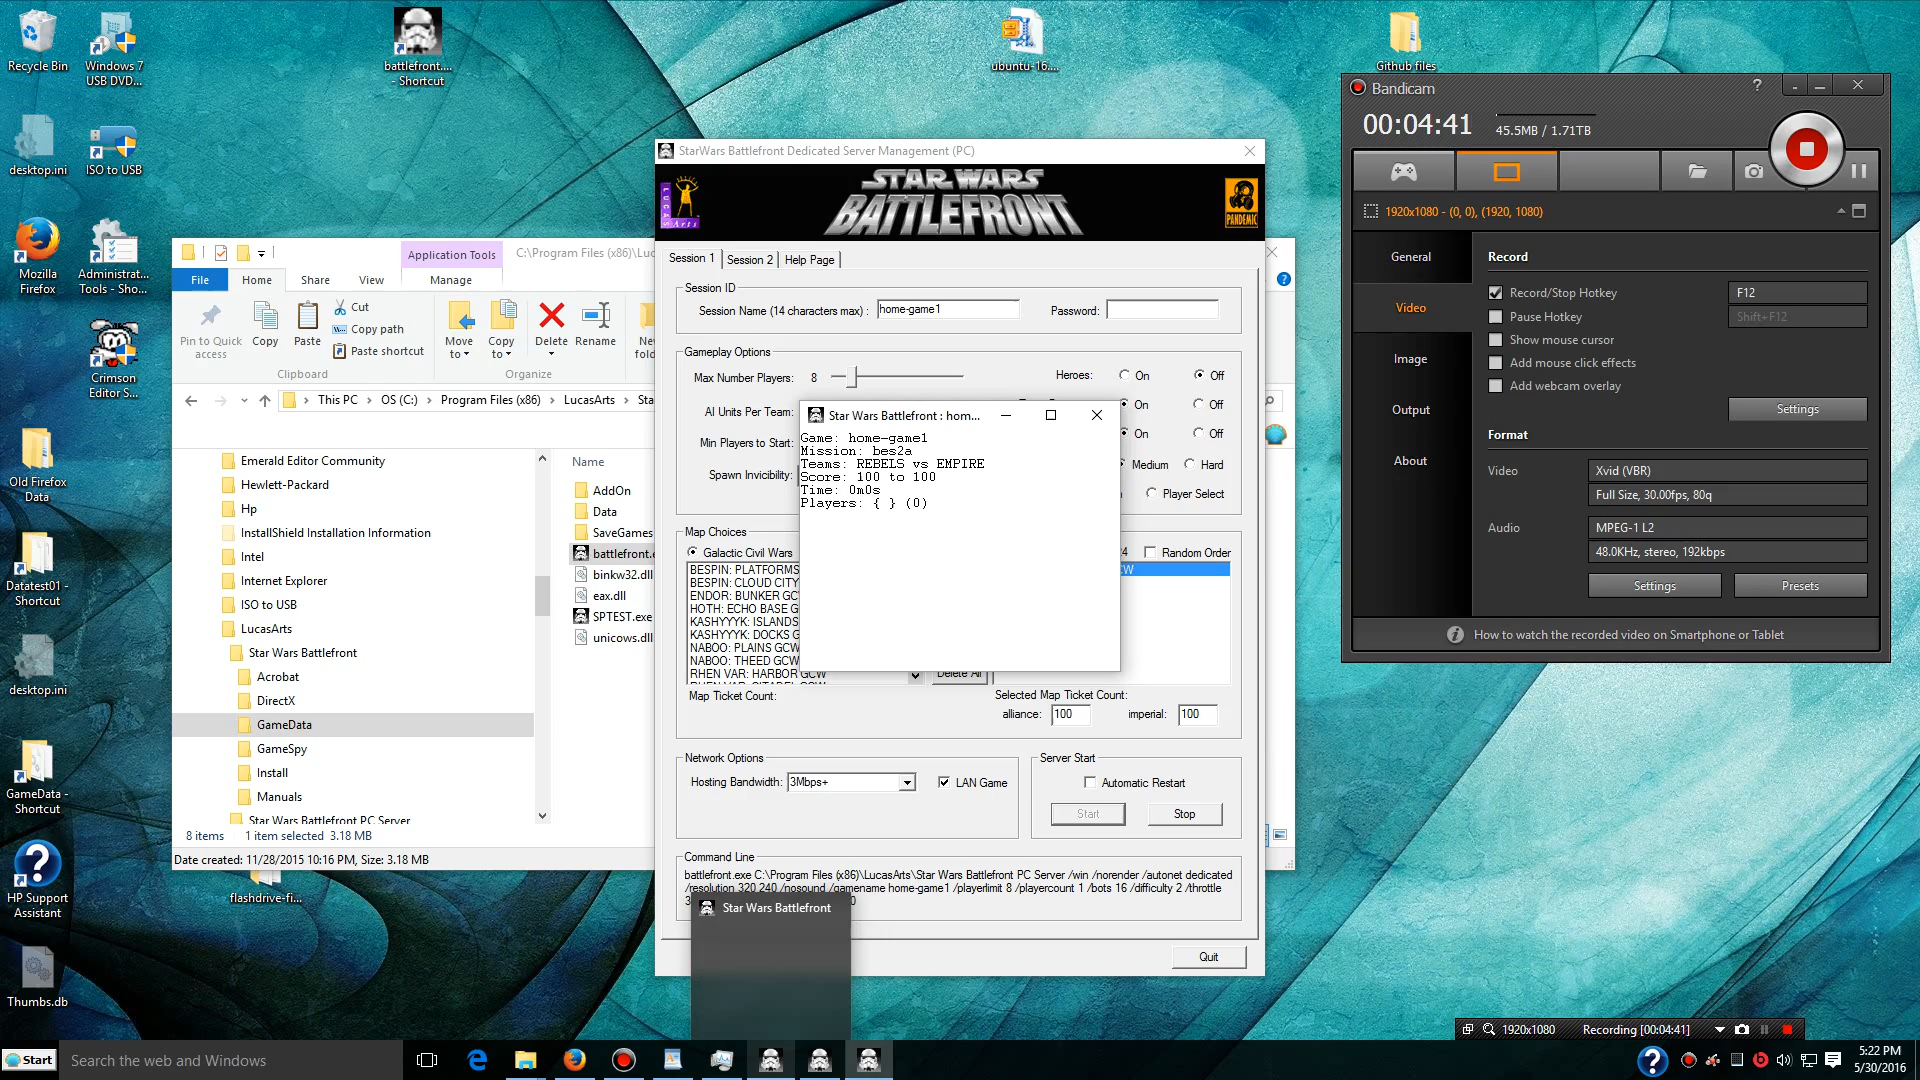 Recycle Bin
Windows 7
USB DVD...
battlefront....
- Shortcut
ubuntu-16....
Github files
desktop.ini
ISO to USB
Mozilla
Firefox
Administrat...
Tools - Sho...
Crimson
Editor S...
Old Firefox
Data
Datatest01 -
Shortcut
desktop.ini
GameData -
Shortcut
HP Support
Assistant
flashdrive-fi...
Thumbs.db
Application Tools
C:\Program Files (x86)\Luc
File
Home
Share
View
Manage
Pin to Quick
access
Copy
Paste
Cut
Copy path
Paste shortcut
Clipboard
Move
to
Copy
to
Delete
Rename
Organize
This PC
OS (C:)
Program Files (x86)
LucasArts
Sta
Emerald Editor Community
Hewlett-Packard
Hp
InstallShield Installation Information
Intel
Internet Explorer
ISO to USB
LucasArts
Star Wars Battlefront
Acrobat
DirectX
GameData
GameSpy
Install
Manuals
Star Wars Battlefront PC Server
Name
AddOn
Data
SaveGames
battlefront.e
binkw32.dll
eax.dll
SPTEST.exe
unicows.dll
8 items
1 item selected 3.18 MB
Date created: 11/28/2015 10:16 PM, Size: 3.18 MB
StarWars Battlefront Dedicated Server Management (PC)
LucasArts
STAR WARS
BATTLEFRONT
PANDEMIC
Session 1
Session 2
Help Page
Session ID
Session Name (14 characters max) :
home-game1
Password:
Gameplay Options
Max Number Players:
8
Heroes:
On
Off
AI Units Per Team:
On
Off
Min Players to Start:
On
Off
Medium
Hard
Spawn Invicibility:
Player Select
Star Wars Battlefront : hom...
Game: home-game1
Mission: bes2a
Teams: REBELS vs EMPIRE
Score: 100 to 100
Time: 0m0s
Players: { } (0)
Map Choices
Galactic Civil Wars
Random Order
BESPIN: PLATFORMS
BESPIN: CLOUD CITY
ENDOR: BUNKER GC
HOTH: ECHO BASE G
KASHYYYK: ISLANDS
KASHYYYK: DOCKS G
NABOO: PLAINS GCW
NABOO: THEED GCW
RHEN VAR: HARBOR GCW
RHEN VAR: CITADEL GCW
Delete All
Map Ticket Count:
Selected Map Ticket Count:
alliance:
100
imperial:
100
Network Options
Hosting Bandwidth:
3Mbps+
LAN Game
Server Start
Automatic Restart
Start
Stop
Command Line
battlefront.exe C:\Program Files (x86)\LucasArts\Star Wars Battlefront PC Server /win /norender /autonet dedicated
/resolution 320 240 /nosound /gamename home-game1 /playerlimit 8 /playercount 1 /bots 16 /difficulty 2 /throttle
3
0
Star Wars Battlefront
Quit
Bandicam
00:04:41
45.5MB / 1.71TB
1920x1080 - (0, 0), (1920, 1080)
General
Video
Image
Output
About
Record
Record/Stop Hotkey
F12
Pause Hotkey
Shift+F12
Show mouse cursor
Add mouse click effects
Add webcam overlay
Settings
Format
Video
Xvid (VBR)
Full Size, 30.00fps, 80q
Audio
MPEG-1 L2
48.0KHz, stereo, 192kbps
Settings
Presets
How to watch the recorded video on Smartphone or Tablet
1920x1080
Recording [00:04:41]
Start
Search the web and Windows
5:22 PM
5/30/2016